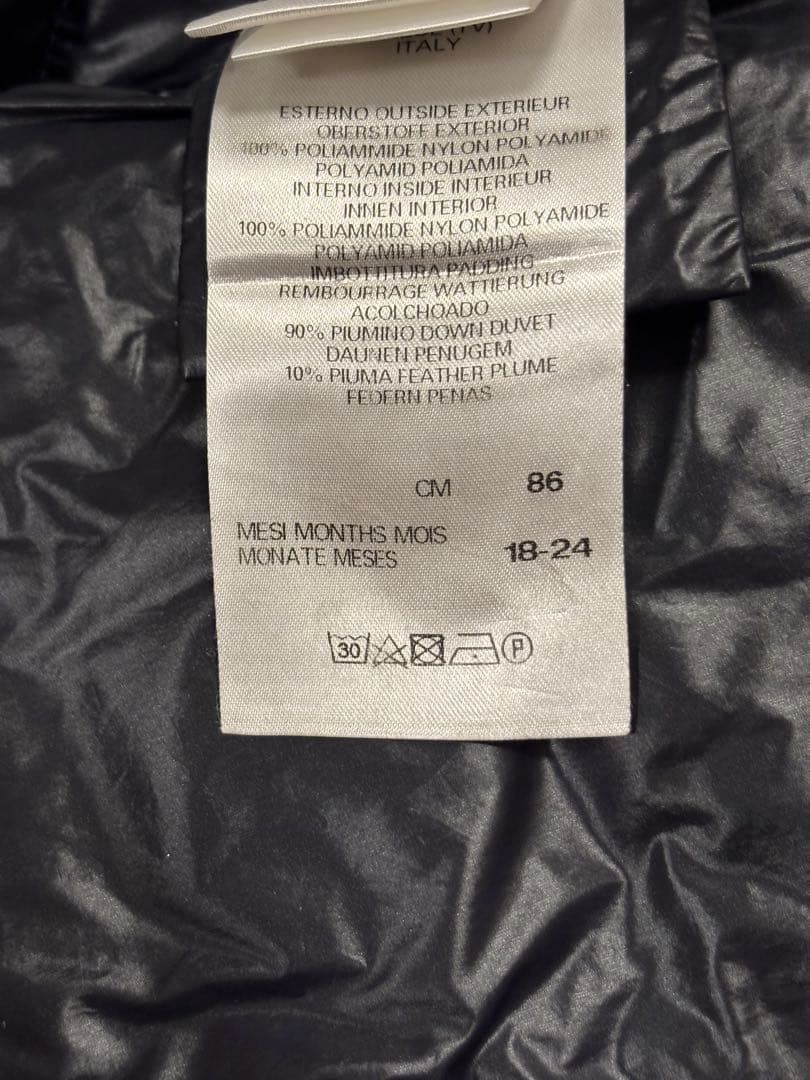 (TV)
ITALY
ESTERNO OUTSIDE EXTERIEUR
OBERSTOFF EXTERIOR
100% POLIAMMIDE NYLON POLYAMIDE
POLYAMID POLIAMIDA
INTERNO INSIDE INTERIEUR
INNEN INTERIOR
100% POLIAMMIDE NYLON POLYAMIDE
POLYAMID POLIAMIDA
IMBOTTITURA PADDING
REMBOURRAGE WATTIERUNG
ACOLCHOADO
90% PIUMINO DOWN DUVET
DAUNEN PENUGEM
10% PIUMA FEATHER PLUME
FEDERN PENAS
CM 86
MESI MONTHS MOIS
MONATE MESES 18-24
30 P